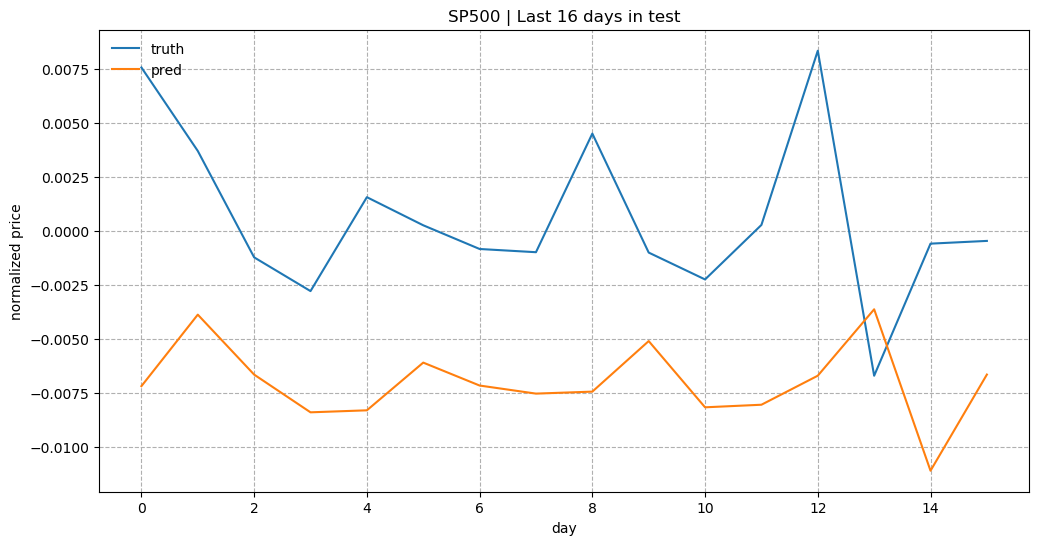 SP500 | Last 16 days in test
truth
pred
normalized price
0.0075
0.0050
0.0025
0.0000
−0.0025
−0.0050
−0.0075
−0.0100
0 2 4 6 8 10 12 14
day